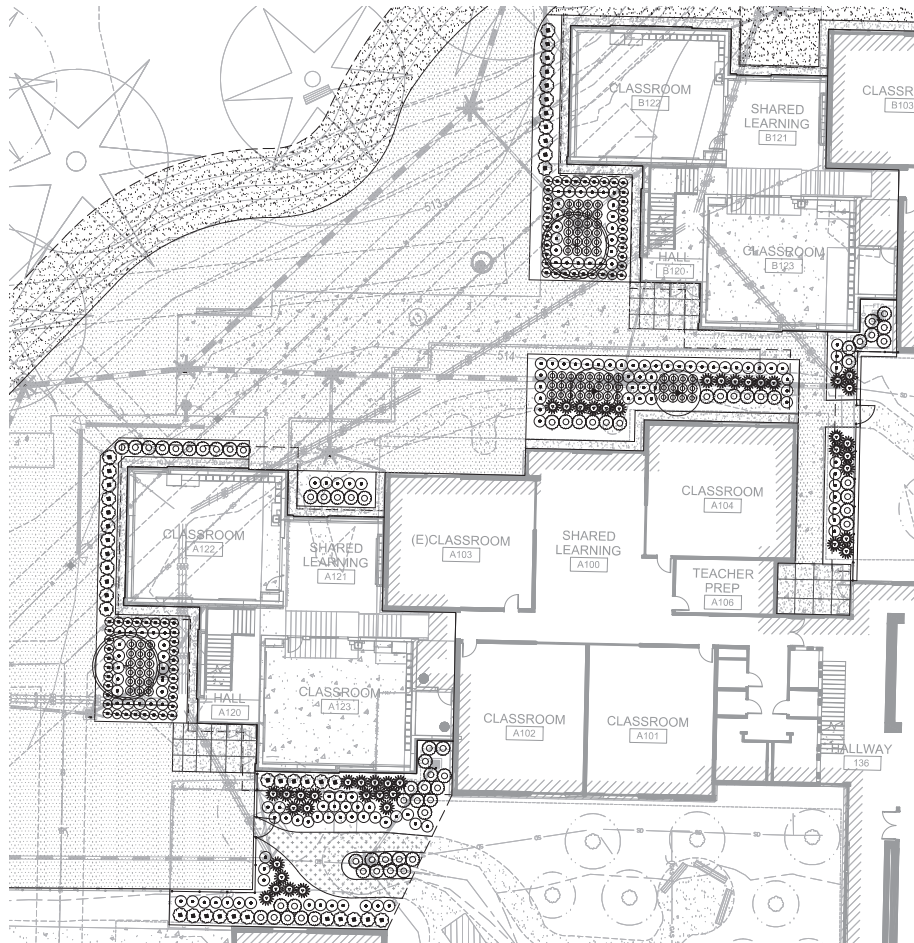 CLASSROOM
B122
SHARED
LEARNING
B121
CLASSR
B103
513
CLASSROOM
B123
HALL
B120
514
CLASSROOM
A104
CLASSROOM
A122
SHARED
LEARNING
A121
(E)CLASSROOM
A103
SHARED
LEARNING
A100
TEACHER
PREP
A106
CLASSROOM
A123
HALL
A120
CLASSROOM
A102
CLASSROOM
A101
HALLWAY
136
SD
SD